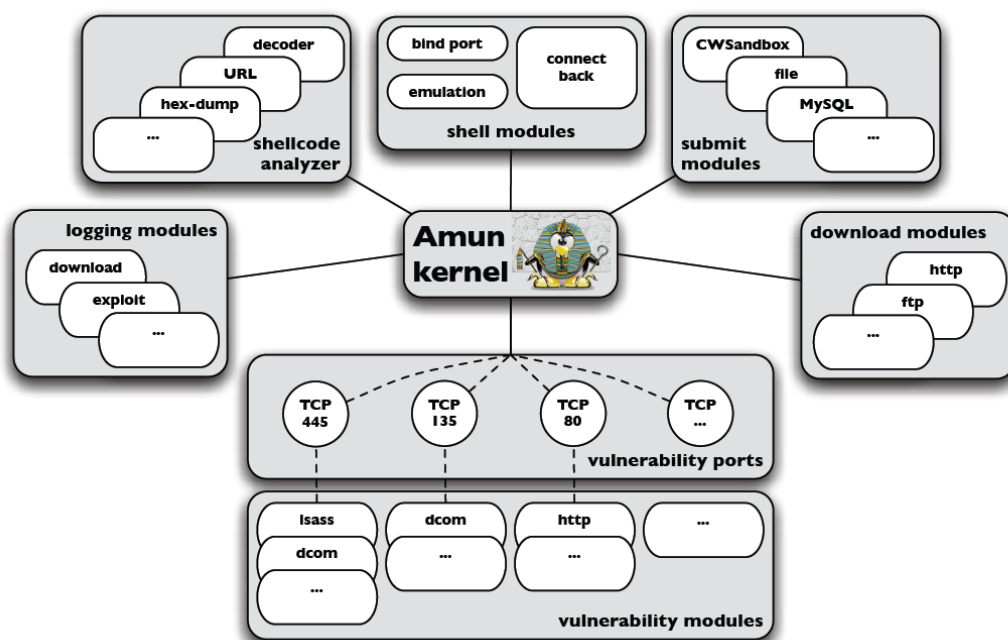 decoder
URL
hex-dump
...
shellcode
analyzer
bind port
emulation
connect
back
shell modules
CWSandbox
file
MySQL
...
submit
modules
logging modules
download
exploit
...
Amun
kernel
download modules
http
ftp
...
TCP
445
TCP
135
TCP
80
TCP
...
vulnerability ports
lsass
dcom
...
dcom
...
http
...
...
vulnerability modules